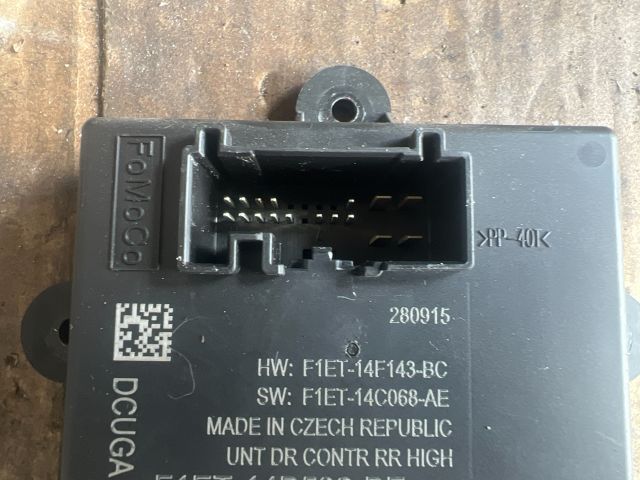 FoMoCo
>PP-40T<
280915
HW: F1ET-14F143-BC
SW: F1ET-14C068-AE
MADE IN CZECH REPUBLIC
UNT DR CONTR RR HIGH
DCUGA